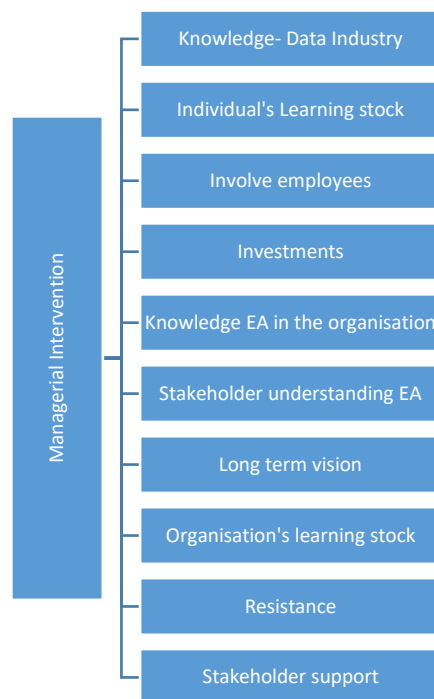 Managerial Intervention
Knowledge- Data Industry
Individual's Learning stock
Involve employees
Investments
Knowledge EA in the organisation
Stakeholder understanding EA
Long term vision
Organisation's learning stock
Resistance
Stakeholder support